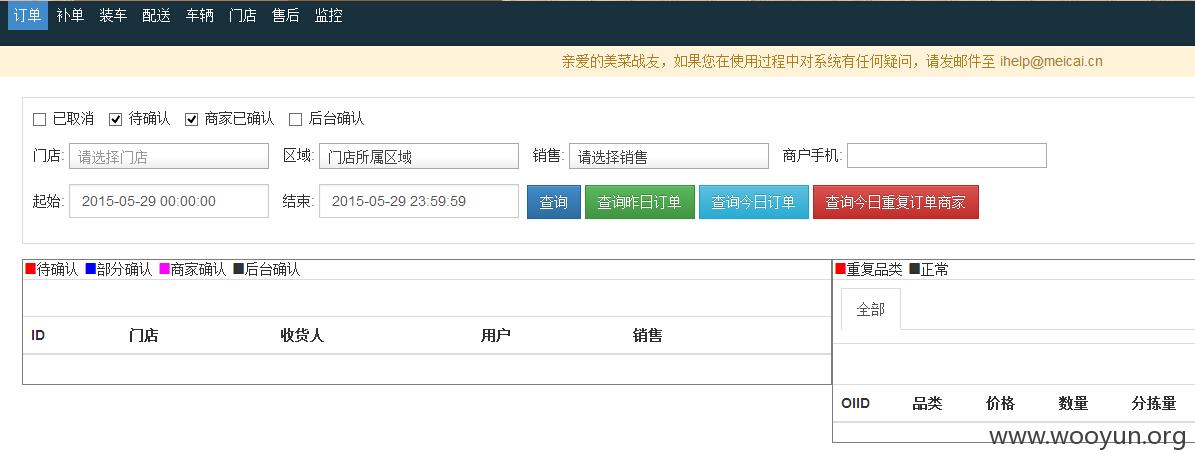 订单 补单 装车 配送 车辆 门店 售后 监控
亲爱的美菜战友，如果您在使用过程中对系统有任何疑问，请发邮件至 ihelp@meicai.cn
已取消 待确认 商家已确认 后台确认
门店: 请选择门店 区域: 门店所属区域 销售: 请选择销售 商户手机:
起始: 2015-05-29 00:00:00 结束: 2015-05-29 23:59:59 查询 查询昨日订单 查询今日订单 查询今日重复订单商家
待确认 部分确认 商家确认 后台确认
ID 门店 收货人 用户 销售
重复品类 正常
全部
OIID 品类 价格 数量 分拣量
www.wooyun.org